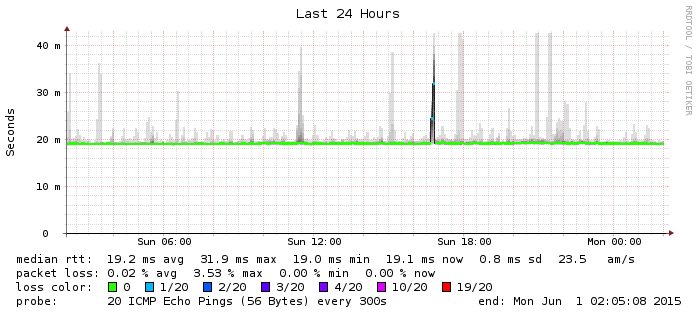 Last 24 Hours
RRDTOOL / TOBI OETIKER
Seconds
40 m
30 m
20 m
10 m
0
Sun 06:00 Sun 12:00 Sun 18:00 Mon 00:00
median rtt: 19.2 ms avg 31.9 ms max 19.0 ms min 19.1 ms now 0.8 ms sd 23.5 am/s
packet loss: 0.02 % avg 3.53 % max 0.00 % min 0.00 % now
loss color: 0 1/20 2/20 3/20 4/20 10/20 19/20
probe: 20 ICMP Echo Pings (56 Bytes) every 300s end: Mon Jun 1 02:05:08 2015